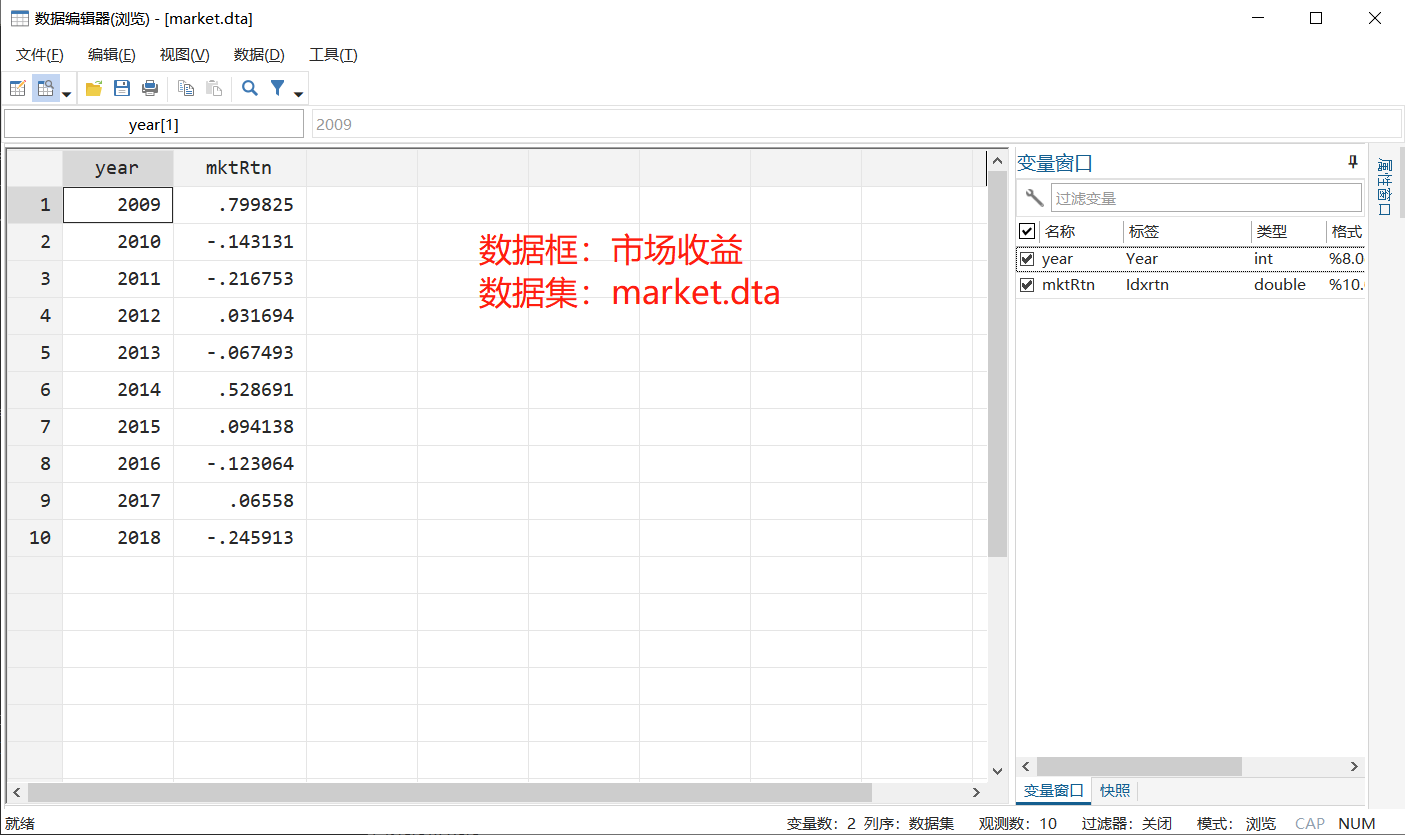 数据编辑器(浏览) - [market.dta]
文件(F) 编辑(E) 视图(V) 数据(D) 工具(T)
year[1] 2009
year mktRtn
1 2009 .799825
2 2010 -.143131
3 2011 -.216753
4 2012 .031694
5 2013 -.067493
6 2014 .528691
7 2015 .094138
8 2016 -.123064
9 2017 .06558
10 2018 -.245913
数据框：市场收益
数据集：market.dta
变量窗口
过滤变量
名称 标签 类型 格式
year Year int %8.0
mktRtn Idxrtn double %10.
变量窗口 快照
属性窗口
就绪 变量数：2 列序：数据集 观测数：10 过滤器：关闭 模式：浏览 CAP NUM